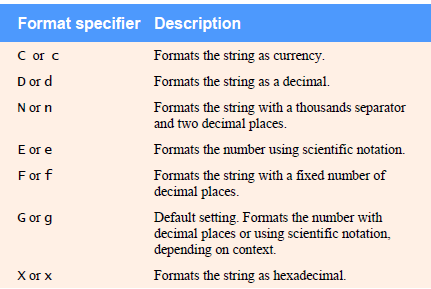 Format specifier Description
C or c Formats the string as currency.
D or d Formats the string as a decimal.
N or n Formats the string with a thousands separator
and two decimal places.
E or e Formats the number using scientific notation.
F or f Formats the string with a fixed number of
decimal places.
G or g Default setting. Formats the number with
decimal places or using scientific notation,
depending on context.
X or x Formats the string as hexadecimal.